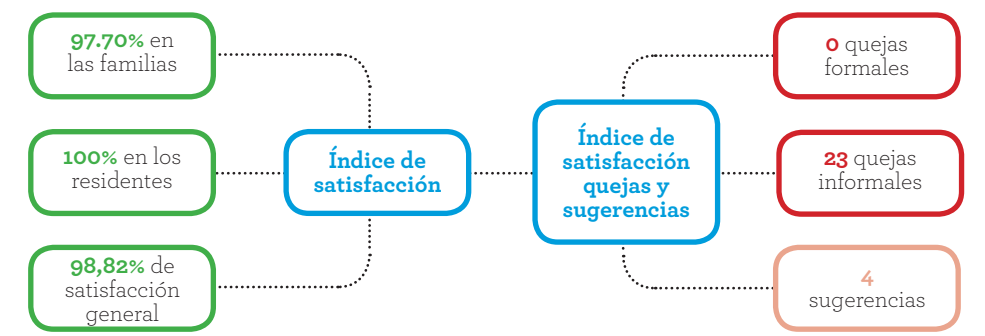 97.70% en
las familias
100% en los
residentes
98,82% de
satisfacción
general
Índice de
satisfacción
Índice de
satisfacción
quejas y
sugerencias
0 quejas
formales
23 quejas
informales
4
sugerencias